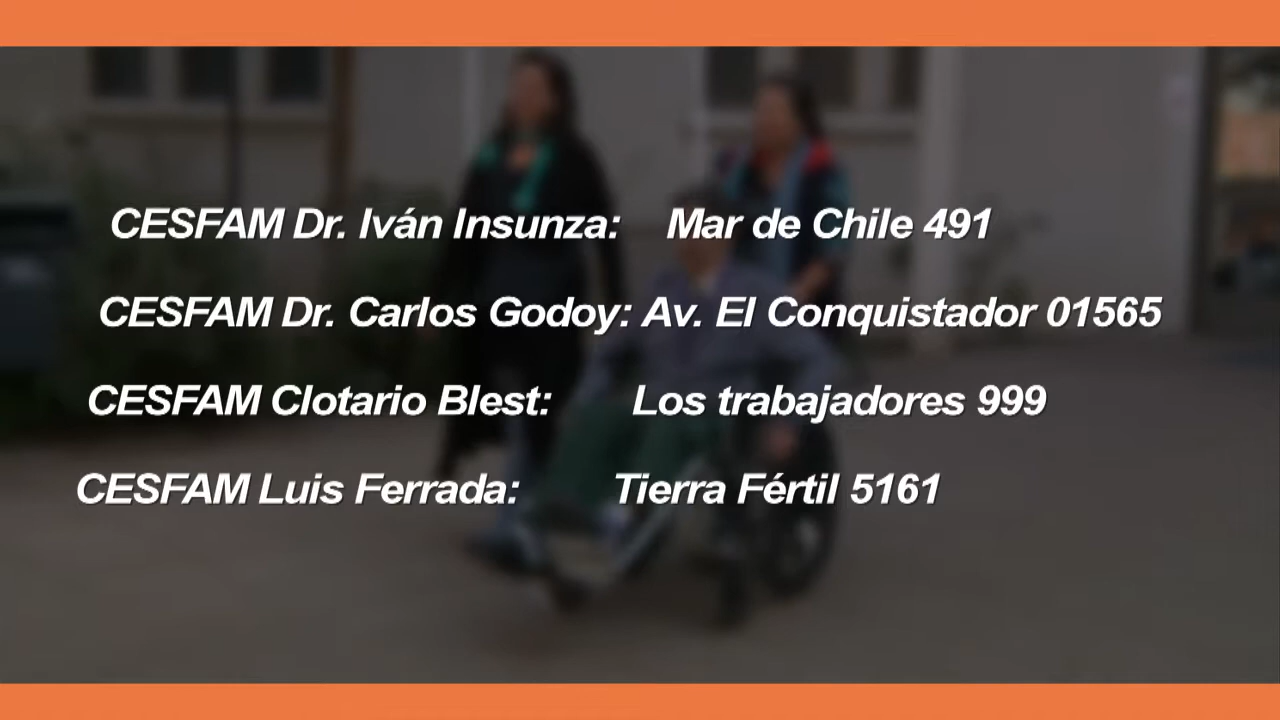 CESFAM Dr. Iván Insunza: Mar de Chile 491
CESFAM Dr. Carlos Godoy: Av. El Conquistador 01565
CESFAM Clotario Blest: Los trabajadores 999
CESFAM Luis Ferrada: Tierra Fértil 5161